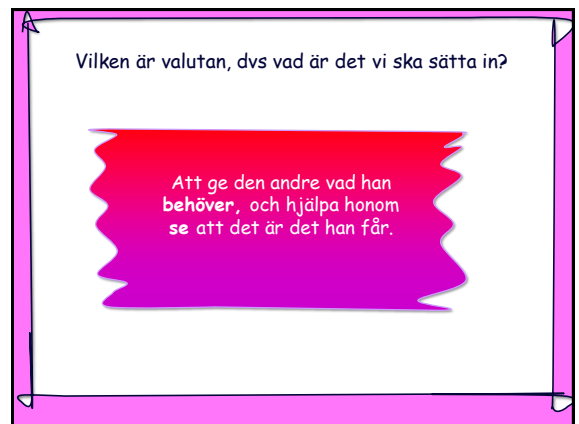 Vilken är valutan, dvs vad är det vi ska sätta in?
Att ge den andre vad han
behöver, och hjälpa honom
se att det är det han får.